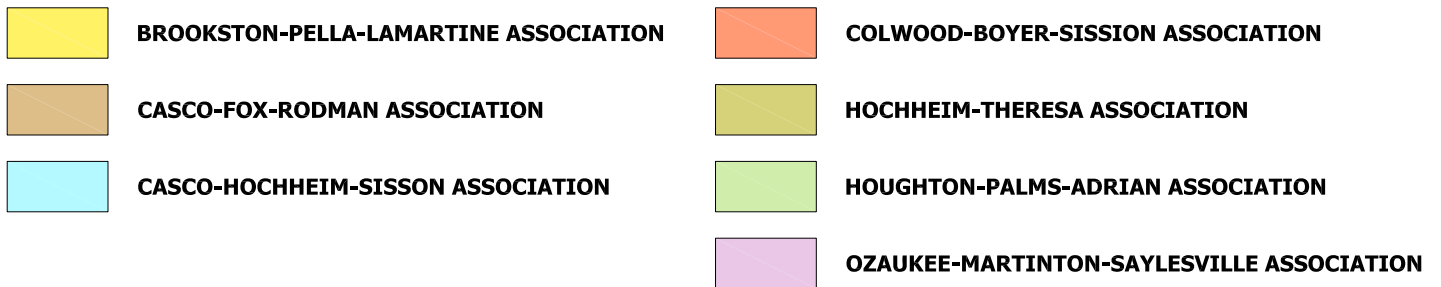 BROOKSTON-PELLA-LAMARTINE ASSOCIATION
CASCO-FOX-RODMAN ASSOCIATION
CASCO-HOCHHEIM-SISSON ASSOCIATION
COLWOOD-BOYER-SISSION ASSOCIATION
HOCHHEIM-THERESA ASSOCIATION
HOUGHTON-PALMS-ADRIAN ASSOCIATION
OZAUKEE-MARTINTON-SAYLESVILLE ASSOCIATION